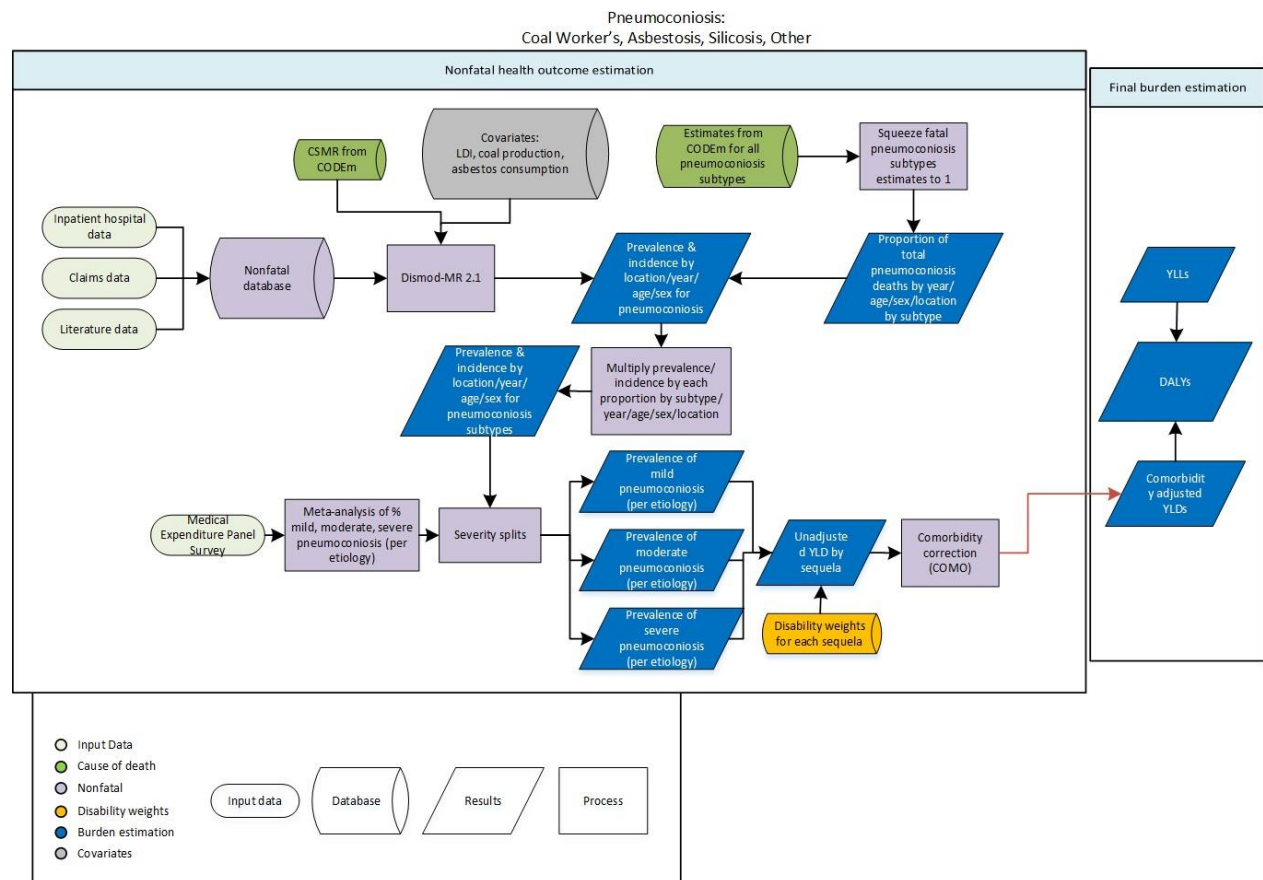 Pneumoconiosis:
Coal Worker's, Asbestosis, Silicosis, Other
Nonfatal health outcome estimation
Final burden estimation
CSMR from
CODEm
Covariates:
LDI, coal production,
asbestos consumption
Estimates from
CODEm for all
pneumoconiosis
subtypes
Squeeze fatal
pneumoconiosis
subtypes
estimates to 1
Inpatient hospital
data
Claims data
Literature data
Nonfatal
database
Dismod-MR 2.1
Prevalence &
incidence by
location/year/
age/sex for
pneumoconiosis
Proportion of
total
pneumoconiosis
deaths by year/
age/sex/location
by subtype
YLLs
DALYs
Comorbidit
y adjusted
YLDs
Prevalence &
incidence by
location/year/
age/sex for
pneumoconiosis
subtypes
Multiply prevalence/
incidence by each
proportion by subtype/
year/age/sex/location
Medical
Expenditure Panel
Survey
Meta-analysis of %
mild, moderate, severe
pneumoconiosis (per
etiology)
Severity splits
Prevalence of
mild
pneumoconiosis
(per etiology)
Prevalence of
moderate
pneumoconiosis
(per etiology)
Prevalence of
severe
pneumoconiosis
(per etiology)
Unadjuste
d YLD by
sequela
Disability weights
for each sequela
Comorbidity
correction
(COMO)
Input Data
Cause of death
Nonfatal
Disability weights
Burden estimation
Covariates
Input data
Database
Results
Process